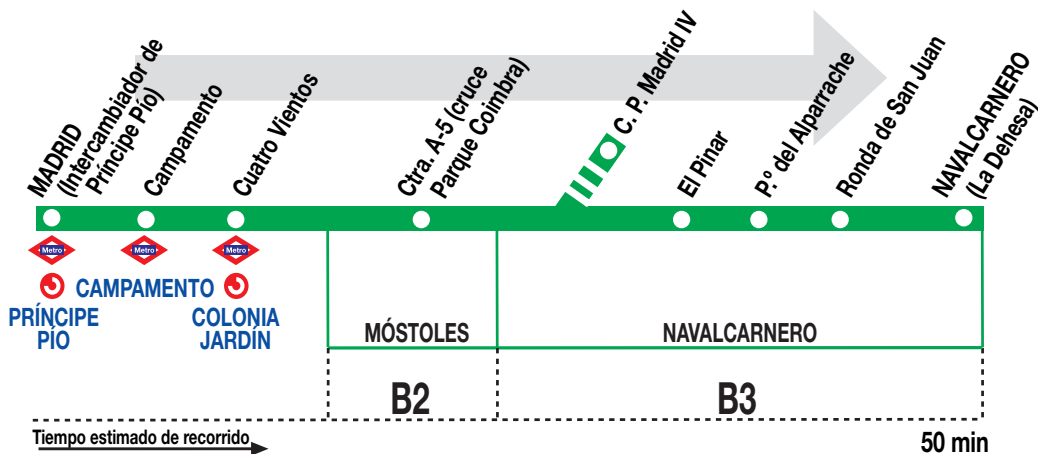 MADRID
(Intercambiador de
Príncipe Pío)
Campamento
Cuatro Vientos
Ctra. A-5 (cruce
Parque Coimbra)
C. P. Madrid IV
El Pinar
P.º del Alparrache
Ronda de San Juan
NAVALCARNERO
(La Dehesa)
Metro
Metro
Metro
PRÍNCIPE
PÍO
CAMPAMENTO
COLONIA
JARDÍN
MÓSTOLES
NAVALCARNERO
B2
B3
Tiempo estimado de recorrido
50 min